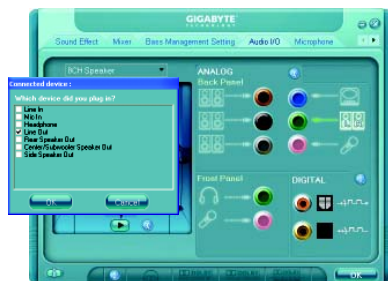 GIGABYTE
Sound Effect Mixer Bass Management Setting Audio I/O Microphone
8CH Speaker
ANALOG
Back Panel
Connected device :
Which device did you plug in?
Line In
Mic In
Headphone
Line Out
Rear Speaker Out
Center/Subwoofer Speaker Out
Side Speaker Out
OK Cancel
Front Panel
DIGITAL
OK